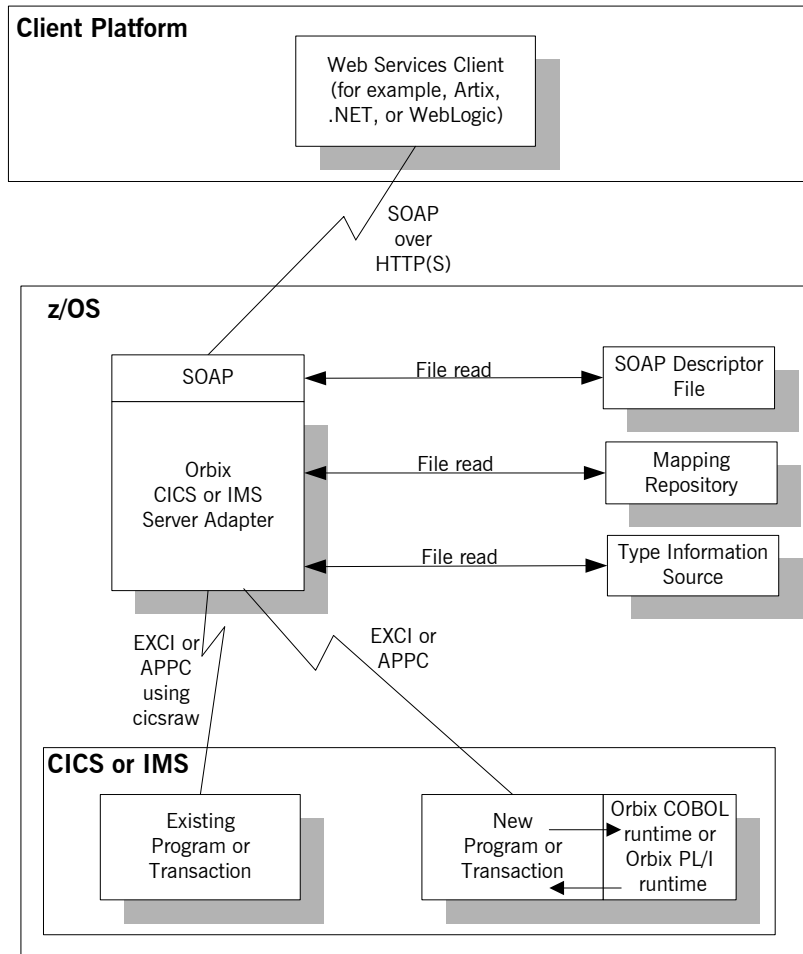 Client Platform
Web Services Client
(for example, Artix,
.NET, or WebLogic)
SOAP
over
HTTP(S)
z/OS
SOAP
File read
SOAP Descriptor
File
Orbix
CICS or IMS
Server Adapter
File read
Mapping
Repository
File read
Type Information
Source
EXCI or
APPC
using
cicsraw
EXCI or
APPC
CICS or IMS
Existing
Program or
Transaction
New
Program or
Transaction
Orbix COBOL
runtime or
Orbix PL/I
runtime